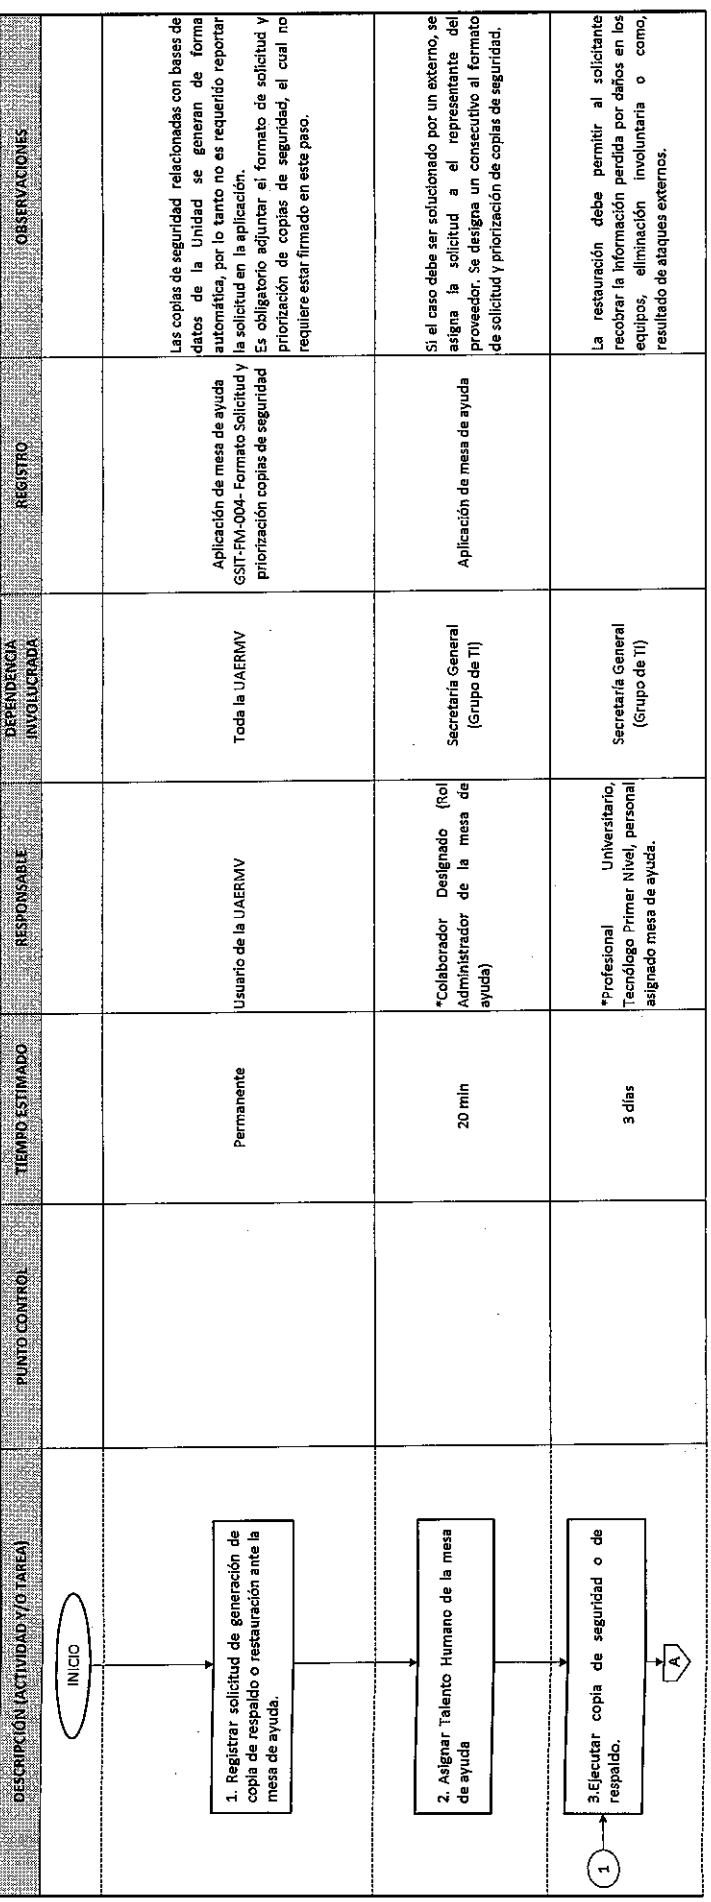 DESCRIPCIÓN (ACTIVIDAD Y/O TAREA)
PUNTO CONTROL
TIEMPO ESTIMADO
RESPONSABLE
DEPENDENCIA
INVOLUCRADA
REGISTRO
OBSERVACIONES
INICIO
1. Registrar solicitud de generación de
copia de respaldo o restauración ante la
mesa de ayuda.
Permanente
Usuario de la UAERMV
Toda la UAERMV
Aplicación de mesa de ayuda
GSIT-FM-004- Formato Solicitud y
priorización copias de seguridad
Las copias de seguridad relacionadas con bases de
datos de la Unidad se generan de forma
automática, por lo tanto no es requerido reportar
la solicitud en la aplicación.
Es obligatorio adjuntar el formato de solicitud y
priorización de copias de seguridad, el cual no
requiere estar firmado en este paso.
2. Asignar Talento Humano de la mesa
de ayuda
20 min
*Colaborador Designado (Rol
Administrador de la mesa de
ayuda)
Secretaría General
(Grupo de TI)
Aplicación de mesa de ayuda
Si el caso debe ser solucionado por un externo, se
asigna la solicitud a el representante del
proveedor. Se designa un consecutivo al formato
de solicitud y priorización de copias de seguridad.
1
3.Ejecutar copia de seguridad o de
respaldo.
A
3 días
*Profesional Universitario,
Tecnólogo Primer Nivel, personal
asignado mesa de ayuda.
Secretaría General
(Grupo de TI)
La restauración debe permitir al solicitante
recobrar la información perdida por daños en los
equipos, eliminación involuntaria o como,
resultado de ataques externos.